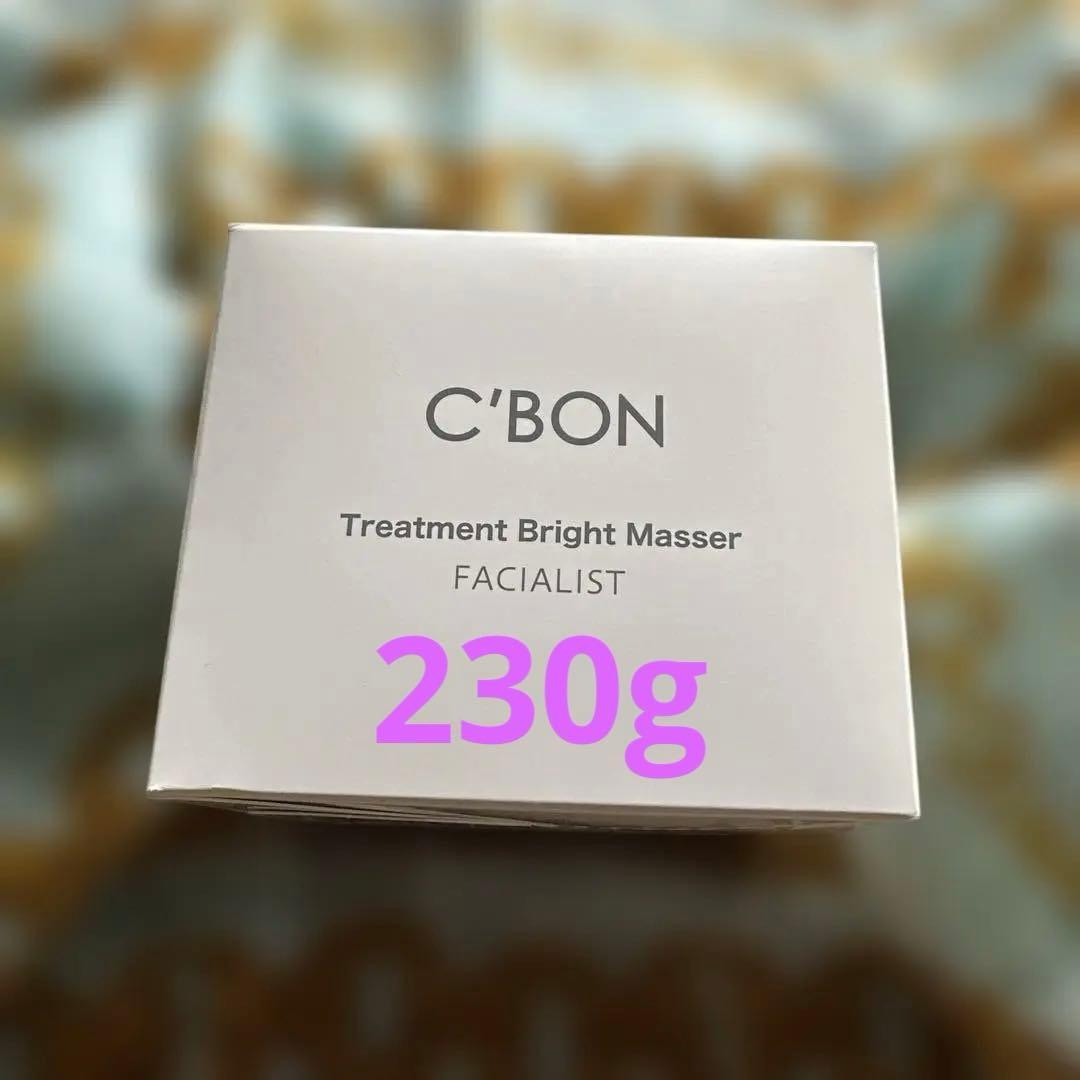 C'BON
Treatment Bright Masser
FACIALIST
230g